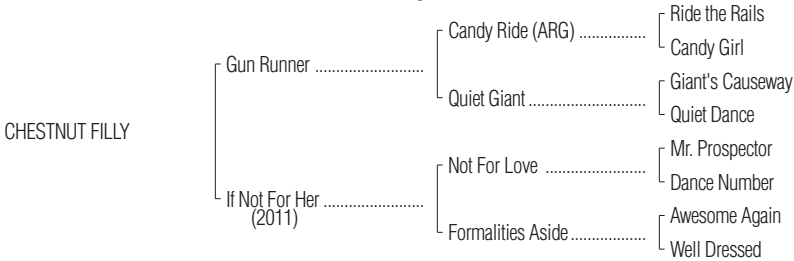 Ride the Rails
Candy Ride (ARG) ................
Candy Girl
Gun Runner ..........................
Giant's Causeway
Quiet Giant ............................
Quiet Dance
CHESTNUT FILLY
Mr. Prospector
Not For Love ........................
Dance Number
If Not For Her ........................
(2011)
Awesome Again
Formalities Aside ..................
Well Dressed